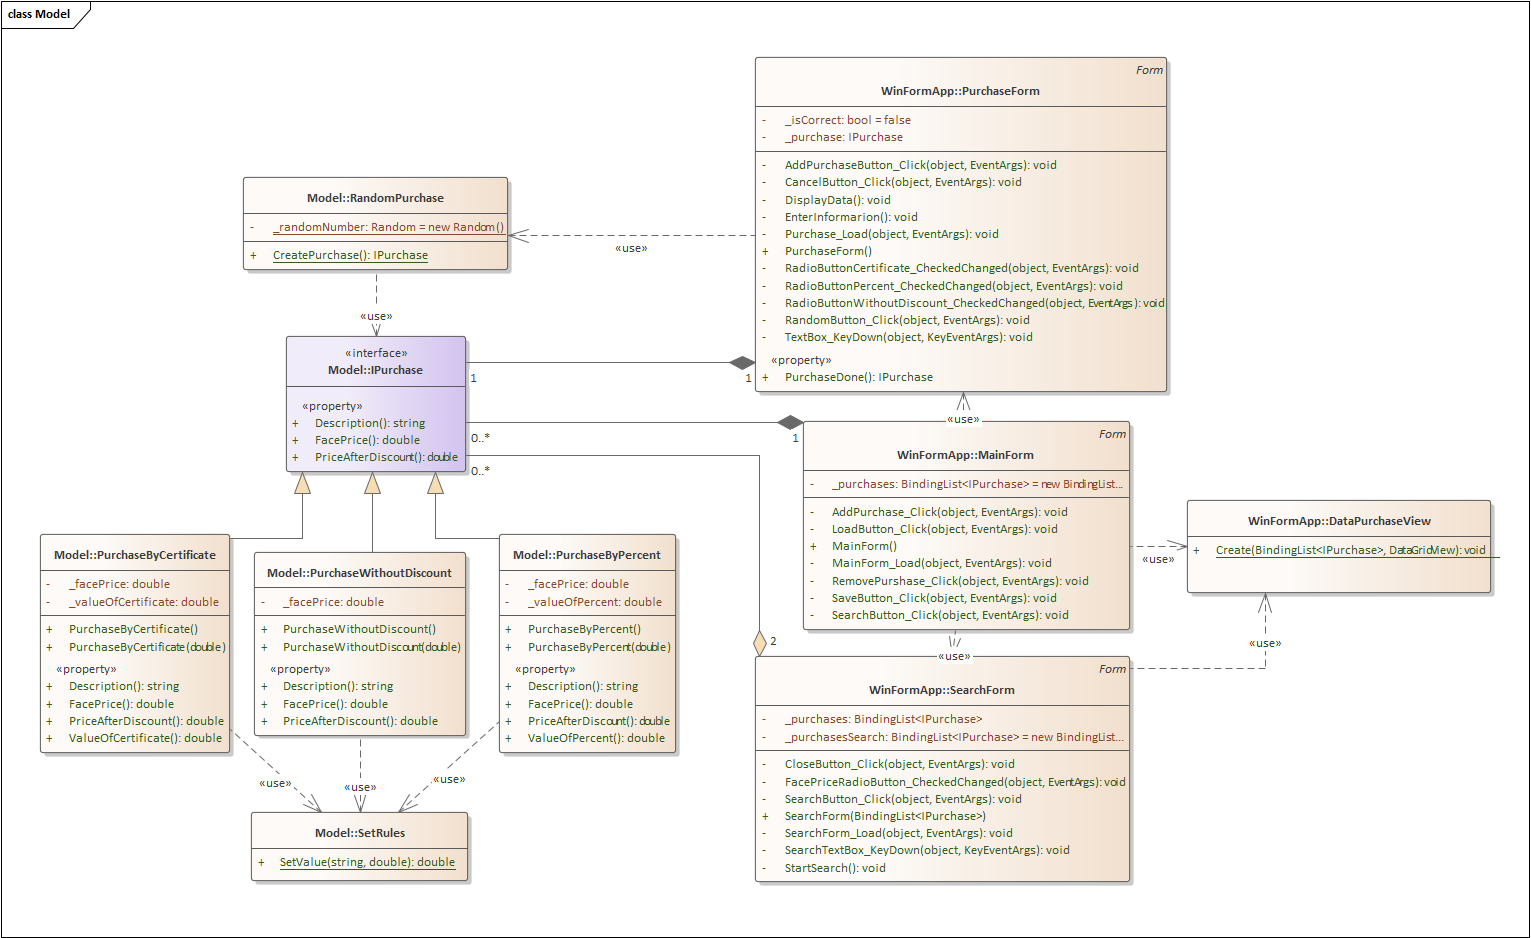 class Model
Form
WinFormApp::PurchaseForm
- _isCorrect: bool = false
- _purchase: IPurchase
- AddPurchaseButton_Click(object, EventArgs): void
- CancelButton_Click(object, EventArgs): void
- DisplayData(): void
- EnterInformarion(): void
- Purchase_Load(object, EventArgs): void
+ PurchaseForm()
- RadioButtonCertificate_CheckedChanged(object, EventArgs): void
- RadioButtonPercent_CheckedChanged(object, EventArgs): void
- RadioButtonWithoutDiscount_CheckedChanged(object, EventArgs): void
- RandomButton_Click(object, EventArgs): void
- TextBox_KeyDown(object, KeyEventArgs): void
«property»
+ PurchaseDone(): IPurchase
Model::RandomPurchase
- _randomNumber: Random = new Random()
+ CreatePurchase(): IPurchase
«use»
«use»
«interface»
Model::IPurchase
«property»
+ Description(): string
+ FacePrice(): double
+ PriceAfterDiscount(): double
1
1
0..*
1
0..*
2
«use»
Form
WinFormApp::MainForm
- _purchases: BindingList<IPurchase> = new BindingList...
- AddPurchase_Click(object, EventArgs): void
- LoadButton_Click(object, EventArgs): void
+ MainForm()
- MainForm_Load(object, EventArgs): void
- RemovePurshase_Click(object, EventArgs): void
- SaveButton_Click(object, EventArgs): void
- SearchButton_Click(object, EventArgs): void
«use»
WinFormApp::DataPurchaseView
+ Create(BindingList<IPurchase>, DataGridView): void
«use»
«use»
Model::PurchaseByCertificate
- _facePrice: double
- _valueOfCertificate: double
+ PurchaseByCertificate()
+ PurchaseByCertificate(double)
«property»
+ Description(): string
+ FacePrice(): double
+ PriceAfterDiscount(): double
+ ValueOfCertificate(): double
Model::PurchaseWithoutDiscount
- _facePrice: double
+ PurchaseWithoutDiscount()
+ PurchaseWithoutDiscount(double)
«property»
+ Description(): string
+ FacePrice(): double
+ PriceAfterDiscount(): double
Model::PurchaseByPercent
- _facePrice: double
- _valueOfPercent: double
+ PurchaseByPercent()
+ PurchaseByPercent(double)
«property»
+ Description(): string
+ FacePrice(): double
+ PriceAfterDiscount(): double
+ ValueOfPercent(): double
Form
WinFormApp::SearchForm
- _purchases: BindingList<IPurchase>
- _purchasesSearch: BindingList<IPurchase> = new BindingList...
- CloseButton_Click(object, EventArgs): void
- FacePriceRadioButton_CheckedChanged(object, EventArgs): void
- SearchButton_Click(object, EventArgs): void
+ SearchForm(BindingList<IPurchase>)
- SearchForm_Load(object, EventArgs): void
- SearchTextBox_KeyDown(object, KeyEventArgs): void
- StartSearch(): void
«use»
«use»
«use»
Model::SetRules
+ SetValue(string, double): double